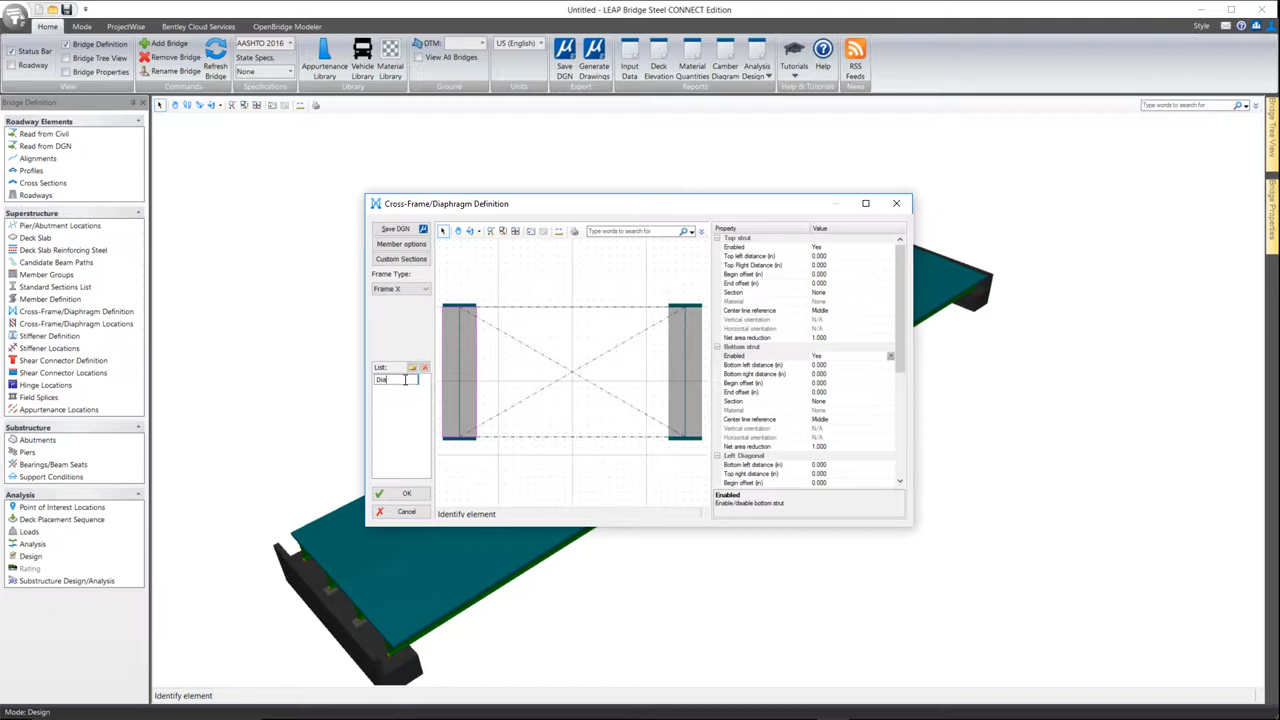 Untitled - LEAP Bridge Steel CONNECT Edition
Home Mode ProjectWise Bentley Cloud Services OpenBridge Modeler Style
Status Bar Bridge Definition Add Bridge AASHTO 2016 DTM: US (English)
Roadway Bridge Tree View Remove Bridge State Specs. View All Bridges
Bridge Properties Rename Bridge None
Refresh Bridge Appurtenance Library Vehicle Library Material Library Save DGN Generate Drawings Input Data Deck Elevation Material Quantities Camber Diagram Analysis Design Tutorials Help RSS Feeds
View Commands Specifications Library Ground Units Export Reports Help & Tutorials News
Bridge Definition
Type words to search for
Roadway Elements
Read from Civil
Read from DGN
Alignments
Profiles
Cross Sections
Roadways
Superstructure
Pier/Abutment Locations
Deck Slab
Deck Slab Reinforcing Steel
Candidate Beam Paths
Member Groups
Standard Sections List
Member Definition
Cross-Frame/Diaphragm Definition
Cross-Frame/Diaphragm Locations
Stiffener Definition
Stiffener Locations
Shear Connector Definition
Shear Connector Locations
Hinge Locations
Field Splices
Appurtenance Locations
Substructure
Abutments
Piers
Bearings/Beam Seats
Support Conditions
Analysis
Point of Interest Locations
Deck Placement Sequence
Loads
Analysis
Design
Rating
Substructure Design/Analysis
Cross-Frame/Diaphragm Definition
Save DGN
Member options
Custom Sections
Frame Type:
Frame X
List:
Dia
OK
Cancel
Type words to search for
Identify element
Property Value
Top strut
Enabled Yes
Top left distance (in) 0.000
Top Right Distance (in) 0.000
Begin offset (in) 0.000
End offset (in) 0.000
Section None
Material None
Center line reference Middle
Vertical orientation N/A
Horizontal orientation N/A
Net area reduction 1.000
Bottom strut
Enabled Yes
Bottom left distance (in) 0.000
Bottom right distance (in) 0.000
Begin offset (in) 0.000
End offset (in) 0.000
Section None
Material None
Center line reference Middle
Vertical orientation N/A
Horizontal orientation N/A
Net area reduction 1.000
Left Diagonal
Bottom left distance (in) 0.000
Top right distance (in) 0.000
Begin offset (in) 0.000
Enabled
Enable/disable bottom strut
Bridge Tree View
Bridge Properties
Identify element
Mode: Design